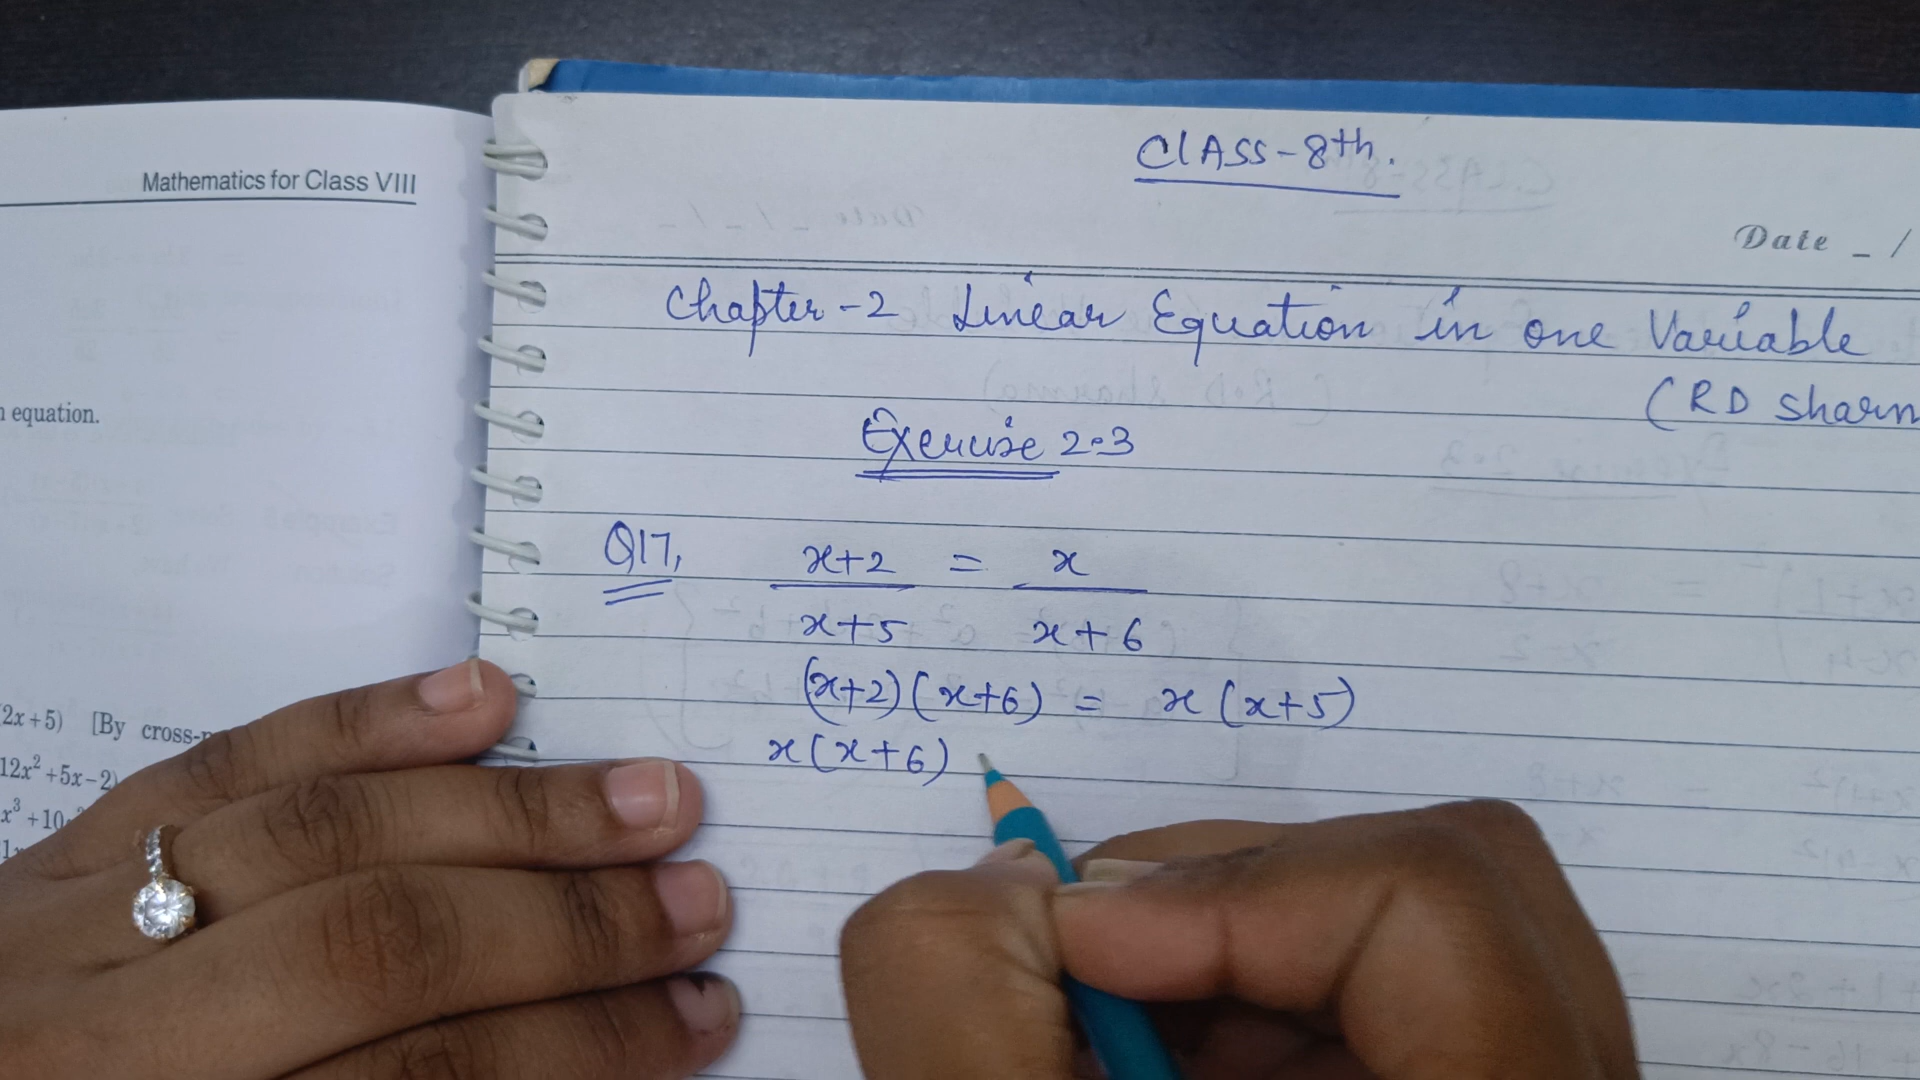 Mathematics for Class VIII
equation.
2x+5) [By cross-
12x² +5x–2)
x³ +10
CLASS-8th.
Date _ /
Chapter-2 Linear Equation in one Variable
(RD Sharm
Exercise 2.3
Q17, x+2 = x
x+5 x+6
(x+2)(x+6) = x(x+5)
x(x+6)